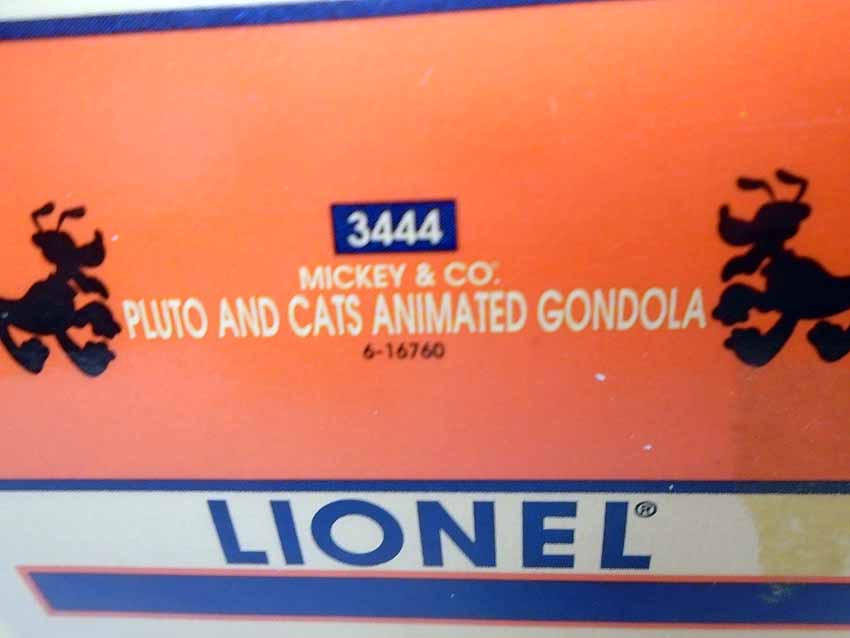 3444
MICKEY & CO.
PLUTO AND CATS ANIMATED GONDOLA
6-16760
LIONEL®